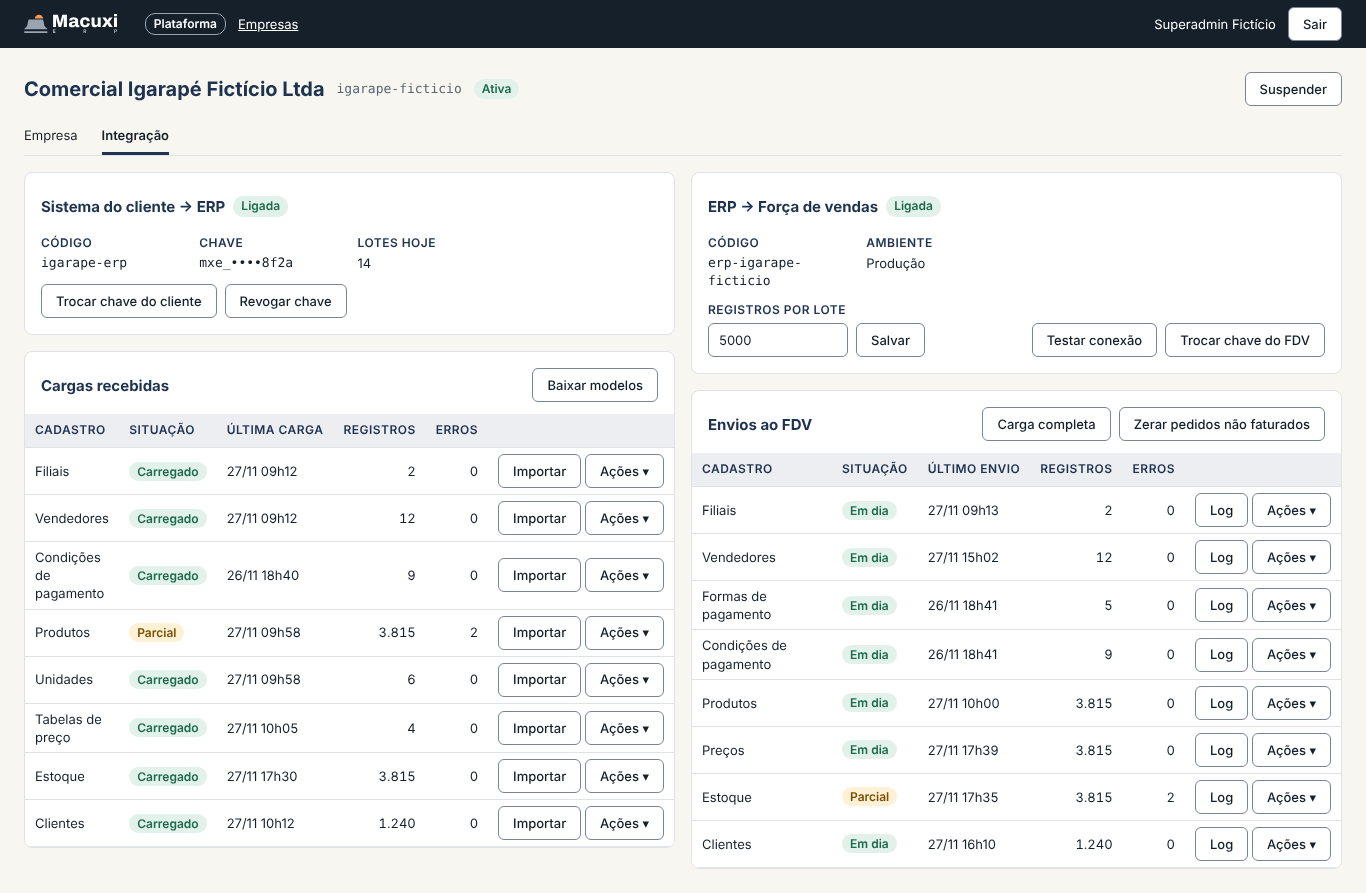 Macuxi
E R P
Plataforma
Empresas
Superadmin Fictício
Sair
Comercial Igarapé Fictício Ltda
igarape-ficticio
Ativa
Suspender
Empresa
Integração
Sistema do cliente → ERP
Ligada
CÓDIGO
CHAVE
LOTES HOJE
igarape-erp
mxe_••••8f2a
14
Trocar chave do cliente
Revogar chave
Cargas recebidas
Baixar modelos
CADASTRO SITUAÇÃO ÚLTIMA CARGA REGISTROS ERROS
Filiais Carregado 27/11 09h12 2 0 Importar Ações ▾
Vendedores Carregado 27/11 09h12 12 0 Importar Ações ▾
Condições
de
pagamento
Carregado 26/11 18h40 9 0 Importar Ações ▾
Produtos Parcial 27/11 09h58 3.815 2 Importar Ações ▾
Unidades Carregado 27/11 09h58 6 0 Importar Ações ▾
Tabelas de
preço
Carregado 27/11 10h05 4 0 Importar Ações ▾
Estoque Carregado 27/11 17h30 3.815 0 Importar Ações ▾
Clientes Carregado 27/11 10h12 1.240 0 Importar Ações ▾
ERP → Força de vendas
Ligada
CÓDIGO
AMBIENTE
erp-igarape-
ficticio
Produção
REGISTROS POR LOTE
5000
Salvar
Testar conexão
Trocar chave do FDV
Envios ao FDV
Carga completa
Zerar pedidos não faturados
CADASTRO SITUAÇÃO ÚLTIMO ENVIO REGISTROS ERROS
Filiais Em dia 27/11 09h13 2 0 Log Ações ▾
Vendedores Em dia 27/11 15h02 12 0 Log Ações ▾
Formas de
pagamento
Em dia 26/11 18h41 5 0 Log Ações ▾
Condições de
pagamento
Em dia 26/11 18h41 9 0 Log Ações ▾
Produtos Em dia 27/11 10h00 3.815 0 Log Ações ▾
Preços Em dia 27/11 17h39 3.815 0 Log Ações ▾
Estoque Parcial 27/11 17h35 3.815 2 Log Ações ▾
Clientes Em dia 27/11 16h10 1.240 0 Log Ações ▾